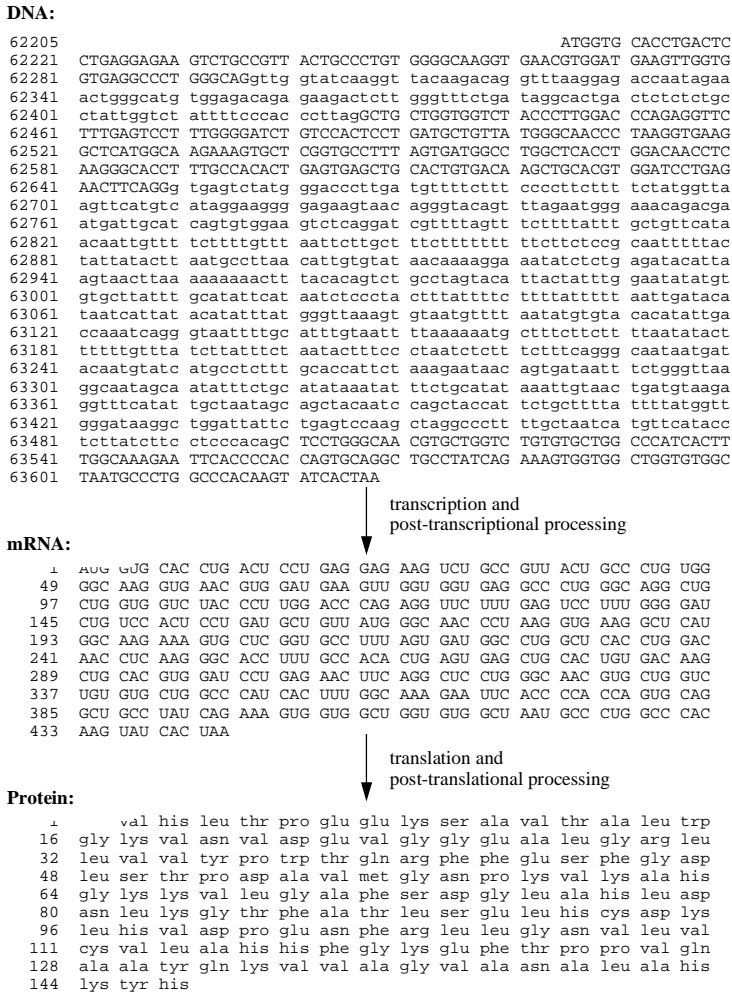 DNA:
62205 ATGGTG CACCTGACTC
62221 CTGAGGAGAA GTCTGCCGTT ACTGCCCTGT GGGGCAAGGT GAACGTGGAT GAAGTTGGTG
62281 GTGAGGCCCT GGGCAGgttg gtatcaaggt tacaagacag gtttaaggag accaatagaa
62341 actgggcatg tggagacaga gaagactctt gggtttctga taggcactga ctctctctgc
62401 ctattggtct attttcccac ccttagGCTG CTGGTGGTCT ACCCTTGGAC CCAGAGGTTC
62461 TTTGAGTCCT TTGGGGATCT GTCCACTCCT GATGCTGTTA TGGGCAACCC TAAGGTGAAG
62521 GCTCATGGCA AGAAAGTGCT CGGTGCCTTT AGTGATGGCC TGGCTCACCT GGACAACCTC
62581 AAGGGCACCT TTGCCACACT GAGTGAGCTG CACTGTGACA AGCTGCACGT GGATCCTGAG
62641 AACTTCAGGg tgagtctatg ggacccttga tgttttcttt ccccttcttt tctatggtta
62701 agttcatgtc ataggaaggg gagaagtaac agggtacagt ttagaatggg aaacagacga
62761 atgattgcat cagtgtggaa gtctcaggat cgttttagtt tcttttattt gctgttcata
62821 acaattgttt tcttttgttt aattcttgct ttcttttttt ttcttctccg caatttttac
62881 tattatactt aatgccttaa cattgtgtat aacaaaagga aatatctctg agatacatta
62941 agtaacttaa aaaaaaactt tacacagtct gcctagtaca ttactatttg gaatatatgt
63001 gtgcttattt gcatattcat aatctcccta ctttattttc ttttattttt aattgataca
63061 taatcattat acatatttat gggttaaagt gtaatgtttt aatatgtgta cacatattga
63121 ccaaatcagg gtaattttgc atttgtaatt ttaaaaaatg ctttcttctt ttaatatact
63181 tttttgttta tcttatttct aatactttcc ctaatctctt tctttcaggg caataatgat
63241 acaatgtatc atgcctcttt gcaccattct aaagaataac agtgataatt tctgggttaa
63301 ggcaatagca atatttctgc atataaatat ttctgcatat aaattgtaac tgatgtaaga
63361 ggtttcatat tgctaatagc agctacaatc cagctaccat tctgctttta ttttatggtt
63421 gggataaggc tggattattc tgagtccaag ctaggccctt ttgctaatca tgttcatacc
63481 tcttatcttc ctcccacagC TCCTGGGCAA CGTGCTGGTC TGTGTGCTGG CCCATCACTT
63541 TGGCAAAGAA TTCACCCCAC CAGTGCAGGC TGCCTATCAG AAAGTGGTGG CTGGTGTGGC
63601 TAATGCCCTG GCCCACAAGT ATCACTAA
transcription and
post-transcriptional processing
mRNA:
1 AUG GUG CAC CUG ACU CCU GAG GAG AAG UCU GCC GUU ACU GCC CUG UGG
49 GGC AAG GUG AAC GUG GAU GAA GUU GGU GGU GAG GCC CUG GGC AGG CUG
97 CUG GUG GUC UAC CCU UGG ACC CAG AGG UUC UUU GAG UCC UUU GGG GAU
145 CUG UCC ACU CCU GAU GCU GUU AUG GGC AAC CCU AAG GUG AAG GCU CAU
193 GGC AAG AAA GUG CUC GGU GCC UUU AGU GAU GGC CUG GCU CAC CUG GAC
241 AAC CUC AAG GGC ACC UUU GCC ACA CUG AGU GAG CUG CAC UGU GAC AAG
289 CUG CAC GUG GAU CCU GAG AAC UUC AGG CUC CUG GGC AAC GUG CUG GUC
337 UGU GUG CUG GCC CAU CAC UUU GGC AAA GAA UUC ACC CCA CCA GUG CAG
385 GCU GCC UAU CAG AAA GUG GUG GCU GGU GUG GCU AAU GCC CUG GCC CAC
433 AAG UAU CAC UAA
translation and
post-translational processing
Protein:
1 val his leu thr pro glu glu lys ser ala val thr ala leu trp
16 gly lys val asn val asp glu val gly gly glu ala leu gly arg leu
32 leu val val tyr pro trp thr gln arg phe phe glu ser phe gly asp
48 leu ser thr pro asp ala val met gly asn pro lys val lys ala his
64 gly lys lys val leu gly ala phe ser asp gly leu ala his leu asp
80 asn leu lys gly thr phe ala thr leu ser glu leu his cys asp lys
96 leu his val asp pro glu asn phe arg leu leu gly asn val leu val
111 cys val leu ala his his phe gly lys glu phe thr pro pro val gln
128 ala ala tyr gln lys val val ala gly val ala asn ala leu ala his
144 lys tyr his